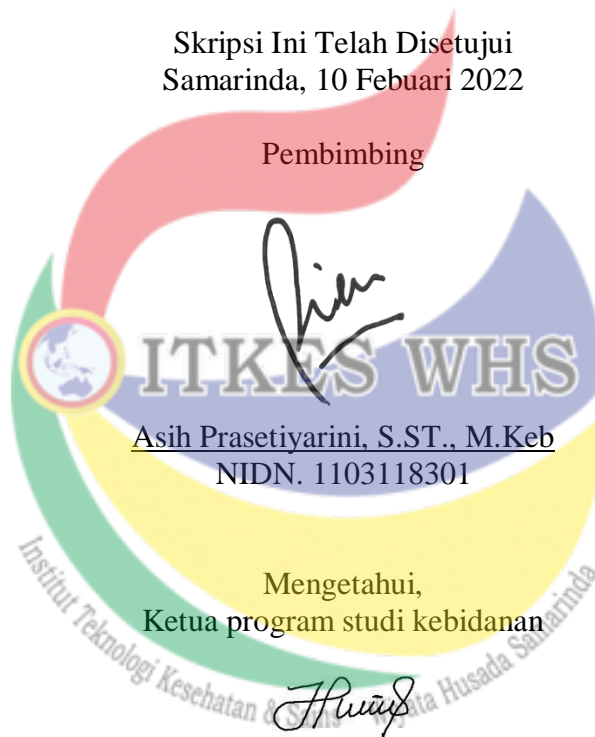 Skripsi Ini Telah Disetujui
Samarinda, 10 Febuari 2022
Pembimbing
ITKES WHS
Asih Prasetiyarini, S.ST., M.Keb
NIDN. 1103118301
Mengetahui,
Ketua program studi kebidanan
Institut Teknologi Kesehatan & Sains Wiyata Husada Samarinda